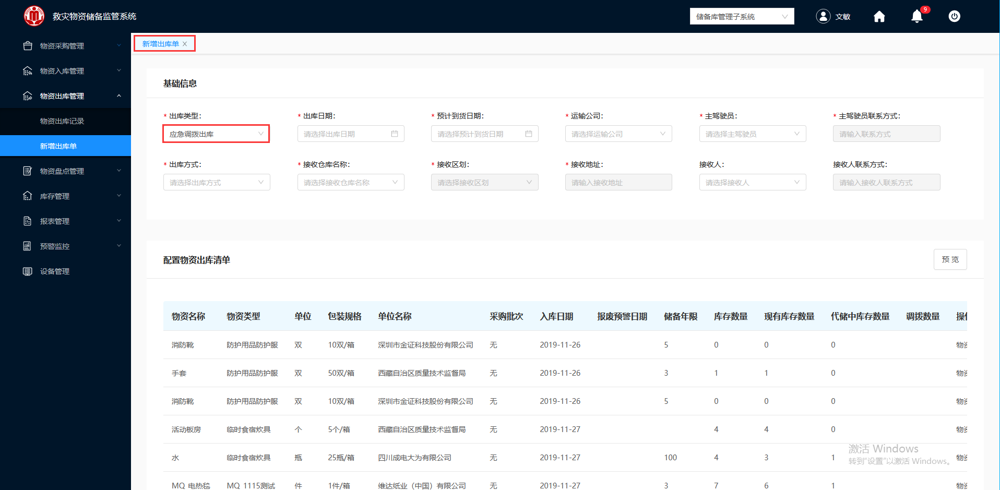 救灾物资储备监管系统
储备库管理子系统
文敏
9
物资采购管理
物资入库管理
物资出库管理
物资出库记录
新增出库单
物资盘点管理
库存管理
报表管理
预警监控
设备管理
新增出库单
基础信息
* 出库类型: * 出库日期: * 预计到货日期: * 运输公司: * 主驾驶员: * 主驾驶员联系方式:
应急调拨出库 请选择出库日期 请选择预计到货日期 请选择运输公司 请选择主驾驶员 请输入联系方式
* 出库方式: * 接收仓库名称: * 接收区划: * 接收地址: 接收人: 接收人联系方式:
请选择出库方式 请选择接收仓库名称 请选择接收区划 请输入接收地址 请选择接收人 请输入接收人联系方式
配置物资出库清单 预览
物资名称 物资类型 单位 包装规格 单位名称 采购批次 入库日期 报废预警日期 储备年限 库存数量 现有库存数量 代储中库存数量 调拨数量 操
消防靴 防护用品防护服 双 10双/箱 深圳市金证科技股份有限公司 无 2019-11-26 5 0 0 0 物
手套 防护用品防护服 双 50双/箱 西藏自治区质量技术监督局 无 2019-11-26 3 1 1 0 物
消防靴 防护用品防护服 双 10双/箱 深圳市金证科技股份有限公司 无 2019-11-26 5 0 0 0 物
活动板房 临时食宿炊具 个 5个/箱 西藏自治区质量技术监督局 无 2019-11-27 4 4 0 物
水 临时食宿炊具 瓶 25瓶/箱 四川成电大为有限公司 无 2019-11-27 100 4 3 1 物
MQ 电热毯 MQ 1115测试 件 1件/箱 维达纸业（中国）有限公司 无 2019-11-27 3 7 6 1 物
激活 Windows
转到“设置”以激活 Windows。